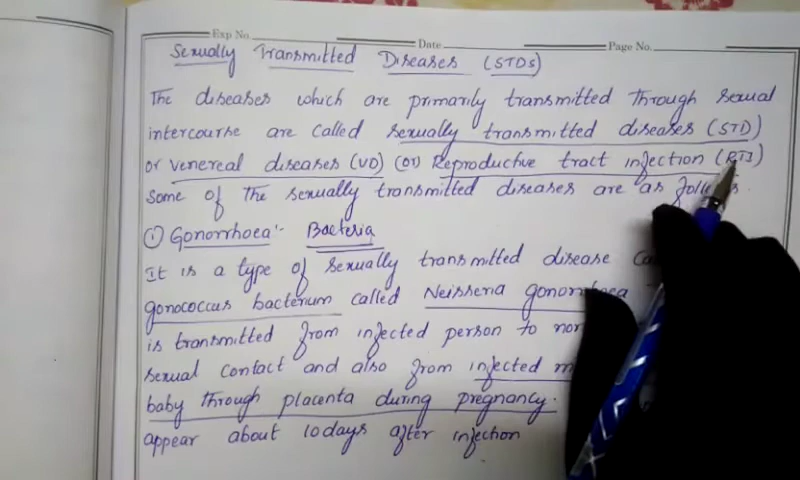 Exp No.
Date
Page No.
Sexually Transmitted Diseases (STDs)
The diseases which are primarily transmitted through sexual
intercourse are called sexually transmitted diseases (STD)
or venereal diseases (VD) (or) Reproductive tract infection (RTI)
Some of the sexually transmitted diseases are as
① Gonorrhoea:- Bacteria
It is a type of sexually transmitted disease
gonococcus bacterium called Neisseria gonorrhoea
is transmitted from infected person to
sexual contact and also from infected
baby through placenta during pregnancy.
appear about 10days after infection